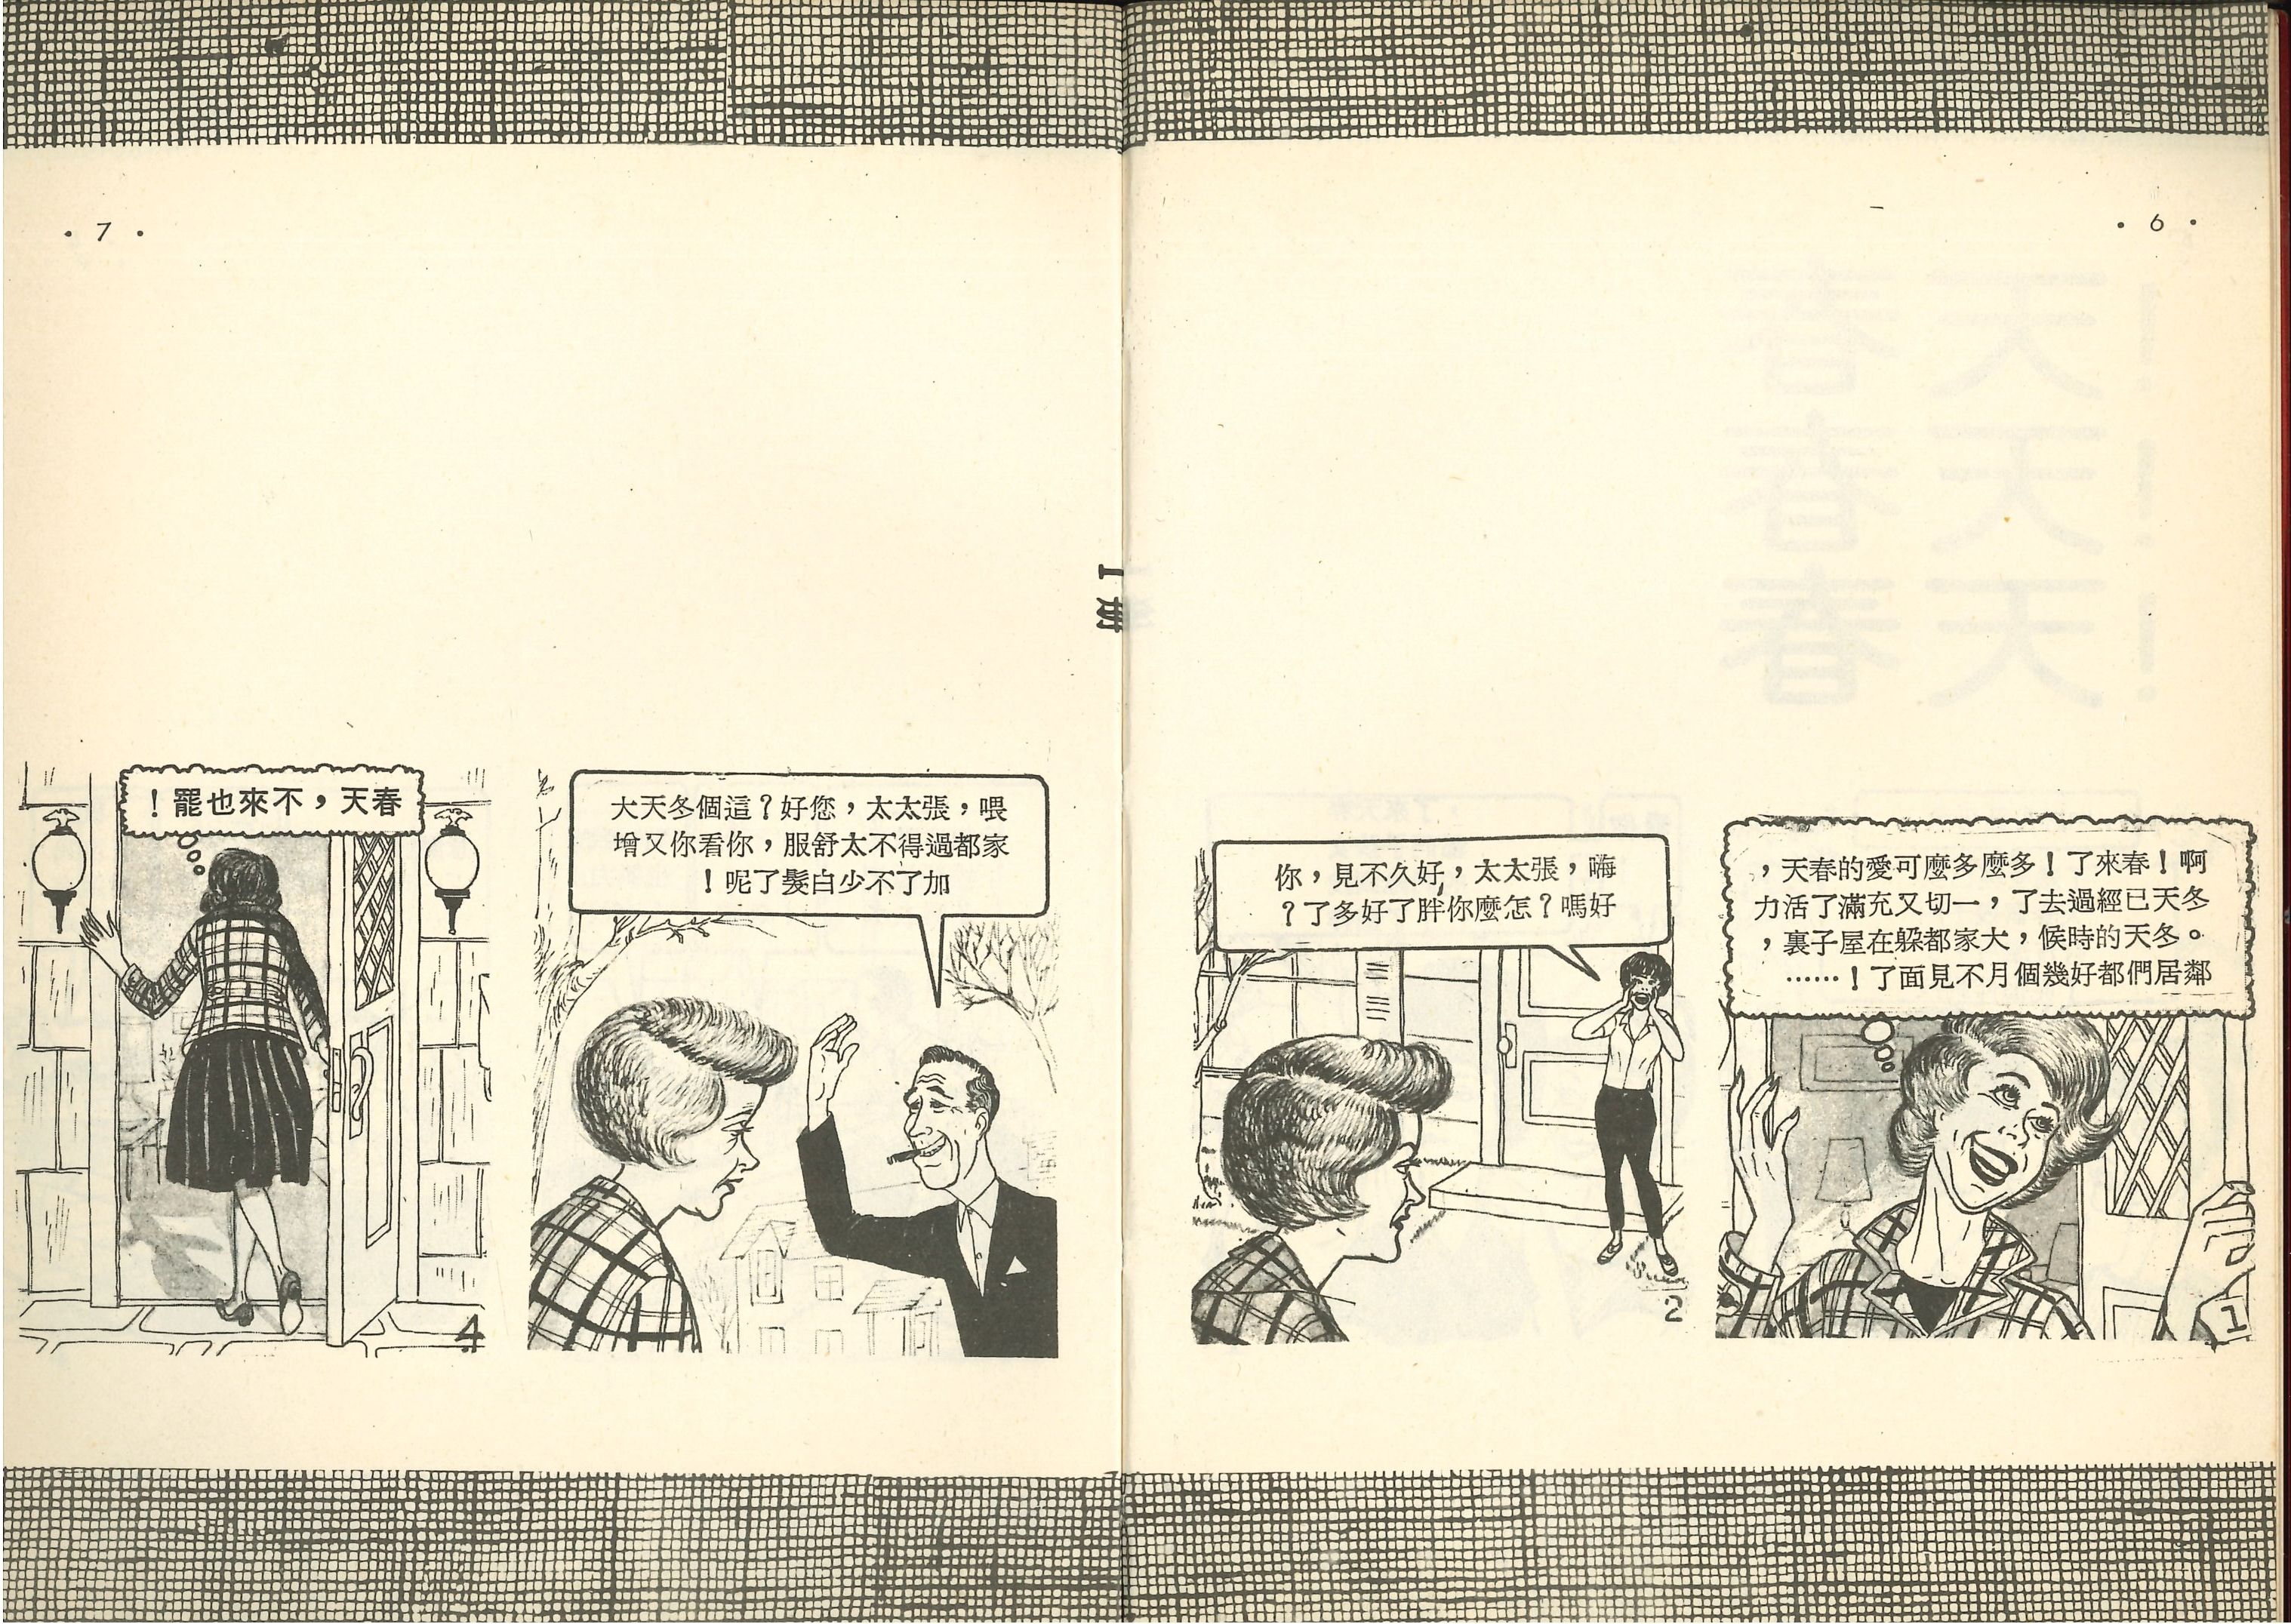 • 6 •
啊！春來了！多麼多麼可愛的春天，
冬天已經過去了，一切又充滿了活力
。冬天的時候，大家都躲在屋子裏，
鄰居們都好幾個月不見面了！……
1
嗨，張太太，好久不見，你
好嗎？怎麼你胖了好多了？
2
• 7 •
喂，張太太，您好？這個冬天大
家都過得不太舒服，你看你又增
加了不少白髮呢！
春天，不來也罷！
4